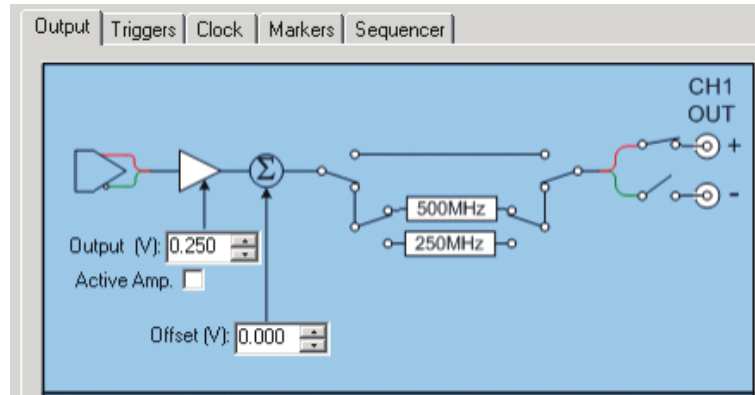 Output Triggers Clock Markers Sequencer
CH1
OUT
+
Σ
500MHz
-
250MHz
Output (V): 0.250
Active Amp.
Offset (V): 0.000